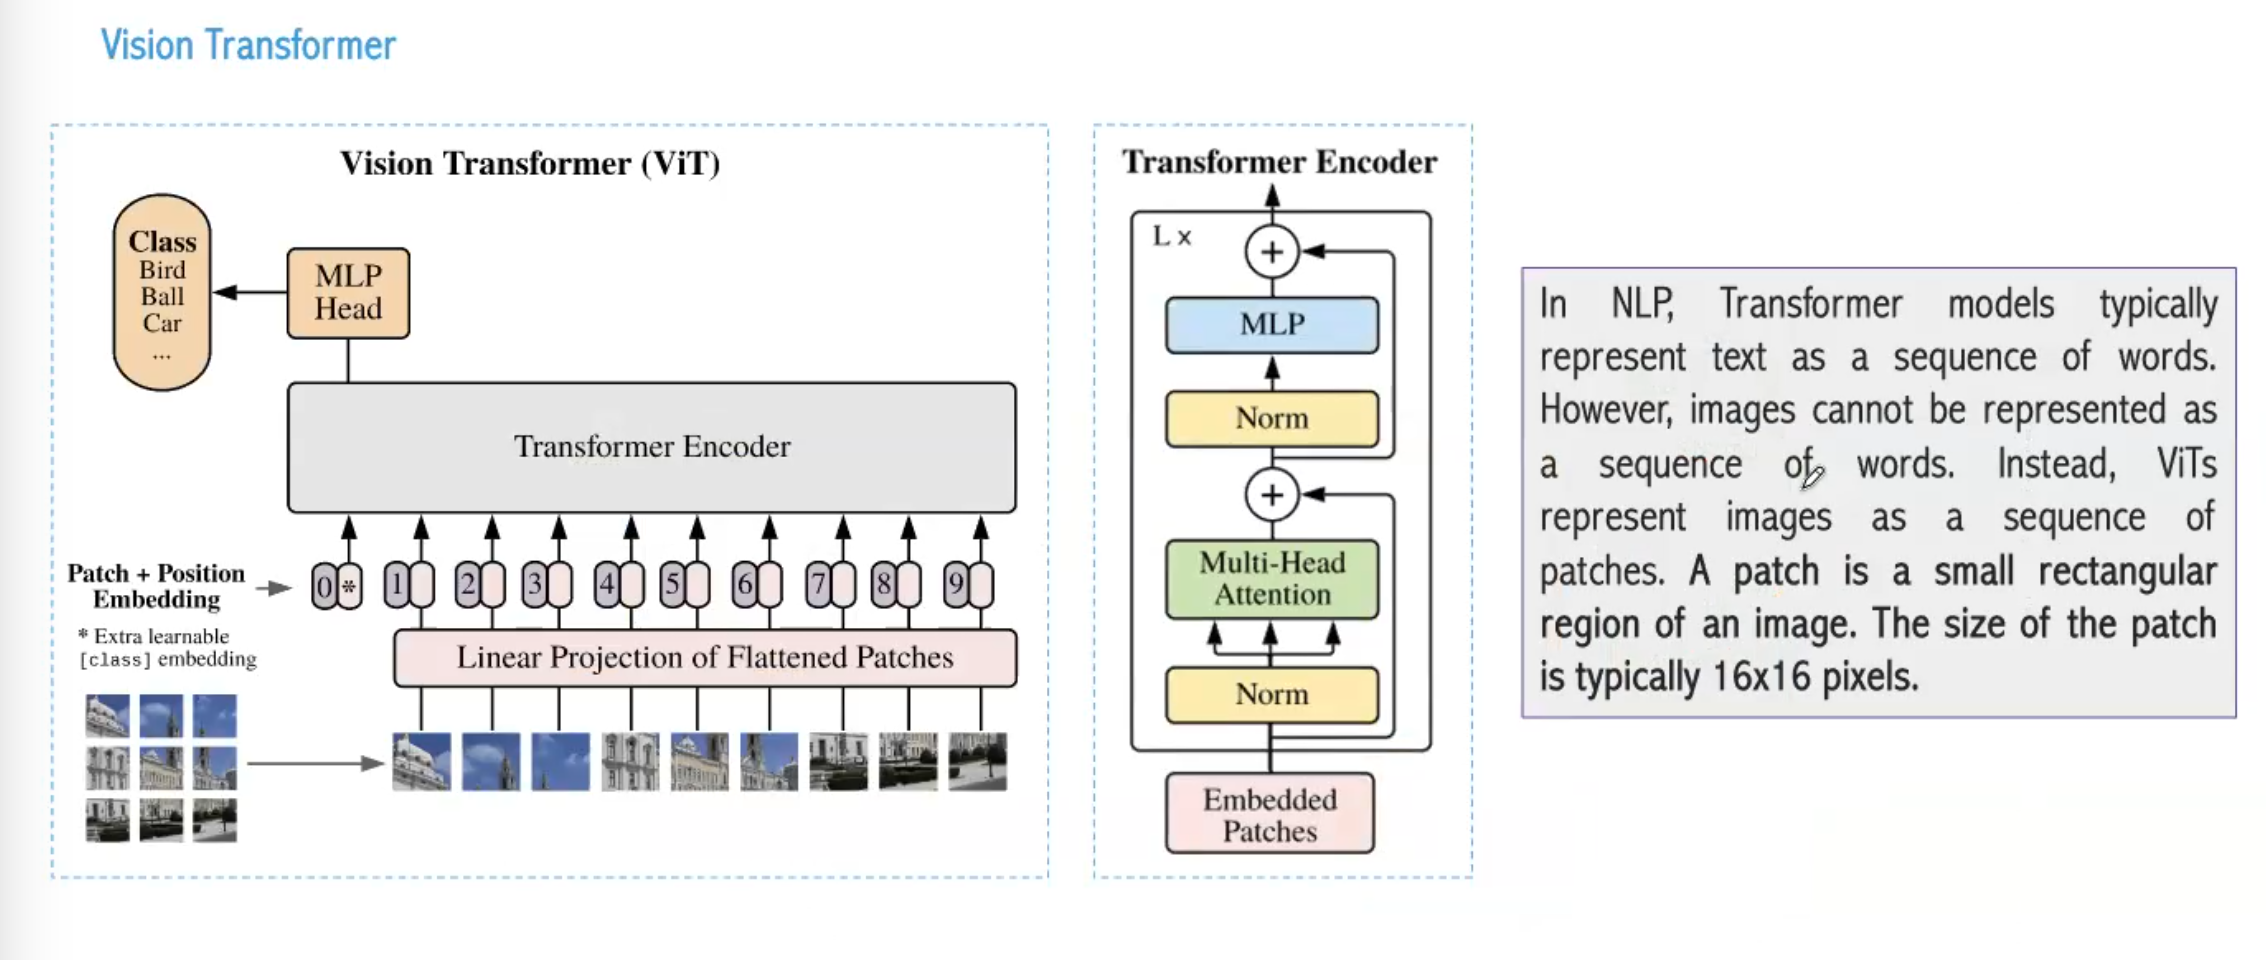 Vision Transformer
Vision Transformer (ViT)
Class
Bird
Ball
Car
...
MLP
Head
Transformer Encoder
Patch + Position
Embedding
0 * 1 2 3 4 5 6 7 8 9
* Extra learnable
[class] embedding
Linear Projection of Flattened Patches
Transformer Encoder
L x
+
MLP
Norm
+
Multi-Head
Attention
Norm
Embedded
Patches
In NLP, Transformer models typically
represent text as a sequence of words.
However, images cannot be represented as
a sequence of words. Instead, ViTs
represent images as a sequence of
patches. A patch is a small rectangular
region of an image. The size of the patch
is typically 16x16 pixels.